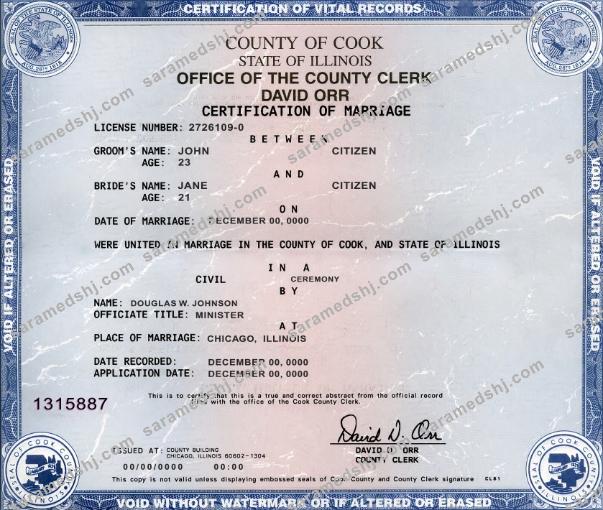 CERTIFICATION OF VITAL RECORDS
COUNTY OF COOK
STATE OF ILLINOIS
OFFICE OF THE COUNTY CLERK
DAVID ORR
CERTIFICATION OF MARRIAGE
LICENSE NUMBER: 2726109-0
BETWEEN
GROOM'S NAME: JOHN CITIZEN
AGE: 23
AND
BRIDE'S NAME: JANE CITIZEN
AGE: 21
ON
DATE OF MARRIAGE: DECEMBER 00, 0000
WERE UNITED IN MARRIAGE IN THE COUNTY OF COOK, AND STATE OF ILLINOIS
IN A
CIVIL CEREMONY
BY
NAME: DOUGLAS W. JOHNSON
OFFICIATE TITLE: MINISTER
AT
PLACE OF MARRIAGE: CHICAGO, ILLINOIS
DATE RECORDED: DECEMBER 00, 0000
APPLICATION DATE: DECEMBER 00, 0000
This is to certify that this is a true and correct abstract from the official record
filed with the office of the Cook County Clerk.
1315887
David D. Orr
ISSUED AT: COUNTY BUILDING
CHICAGO, ILLINOIS 60602-1304
DAVID D ORR
COUNTY CLERK
00/00/0000 00:00
This copy is not valid unless displaying embossed seals of Cook County and County Clerk signature CLB1
VOID WITHOUT WATERMARK OR IF ALTERED OR ERASED
VOID IF ALTERED OR ERASED
VOID IF ALTERED OR ERASED
saramedshj.com